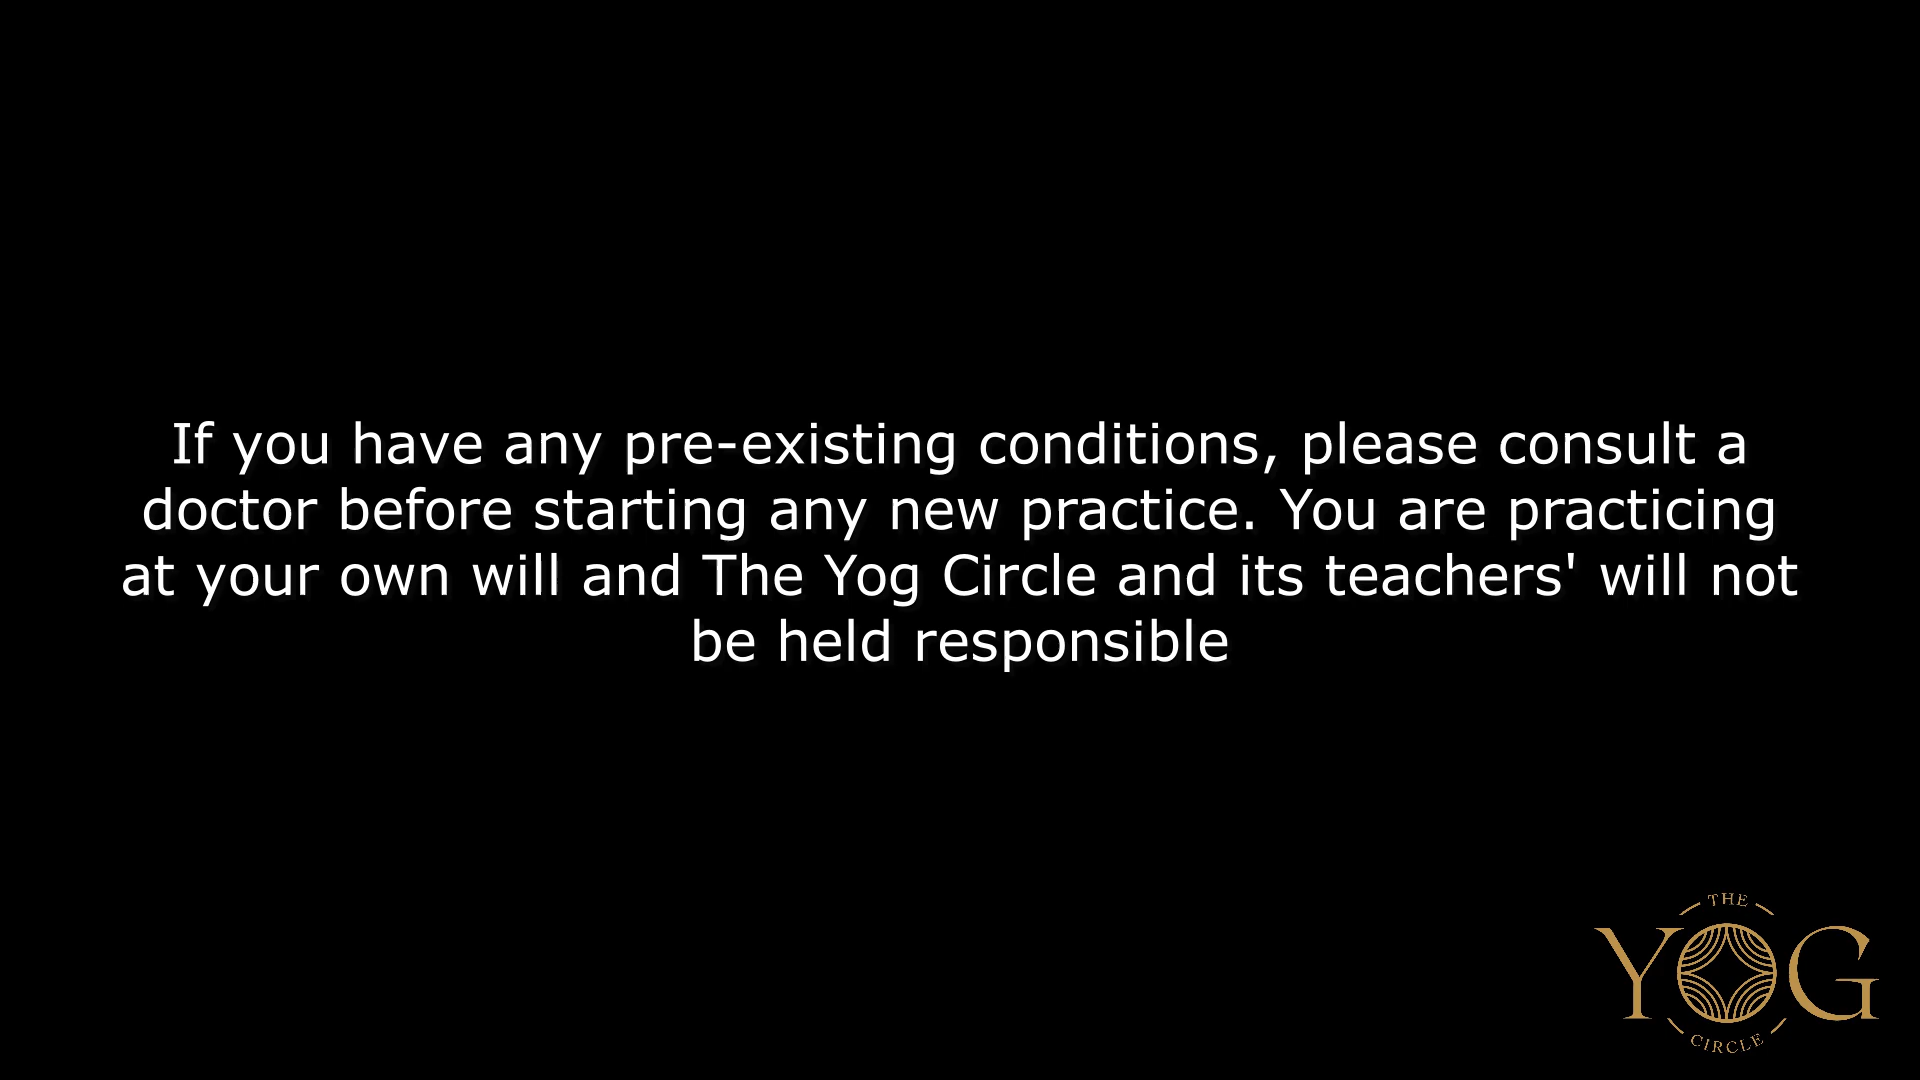 If you have any pre-existing conditions, please consult a
doctor before starting any new practice. You are practicing
at your own will and The Yog Circle and its teachers' will not
be held responsible
THE
YOG
CIRCLE